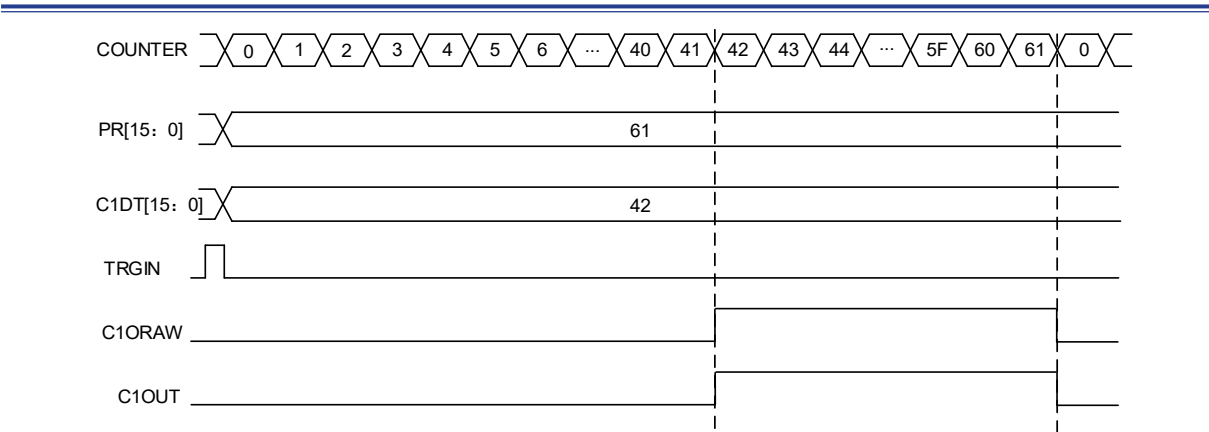 COUNTER 0 1 2 3 4 5 6 ... 40 41 42 43 44 ... 5F 60 61 0
PR[15：0] 61
C1DT[15：0] 42
TRGIN
C1ORAW
C1OUT